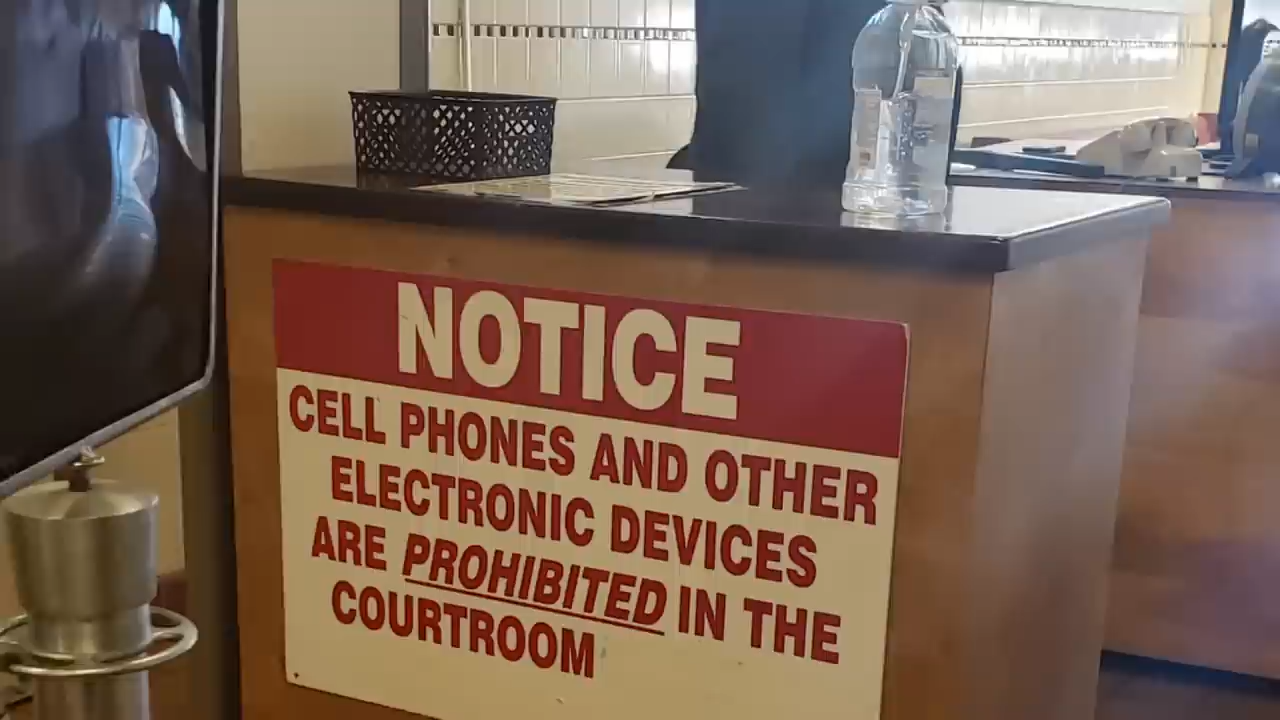 NOTICE
CELL PHONES AND OTHER
ELECTRONIC DEVICES
ARE PROHIBITED IN THE
COURTROOM